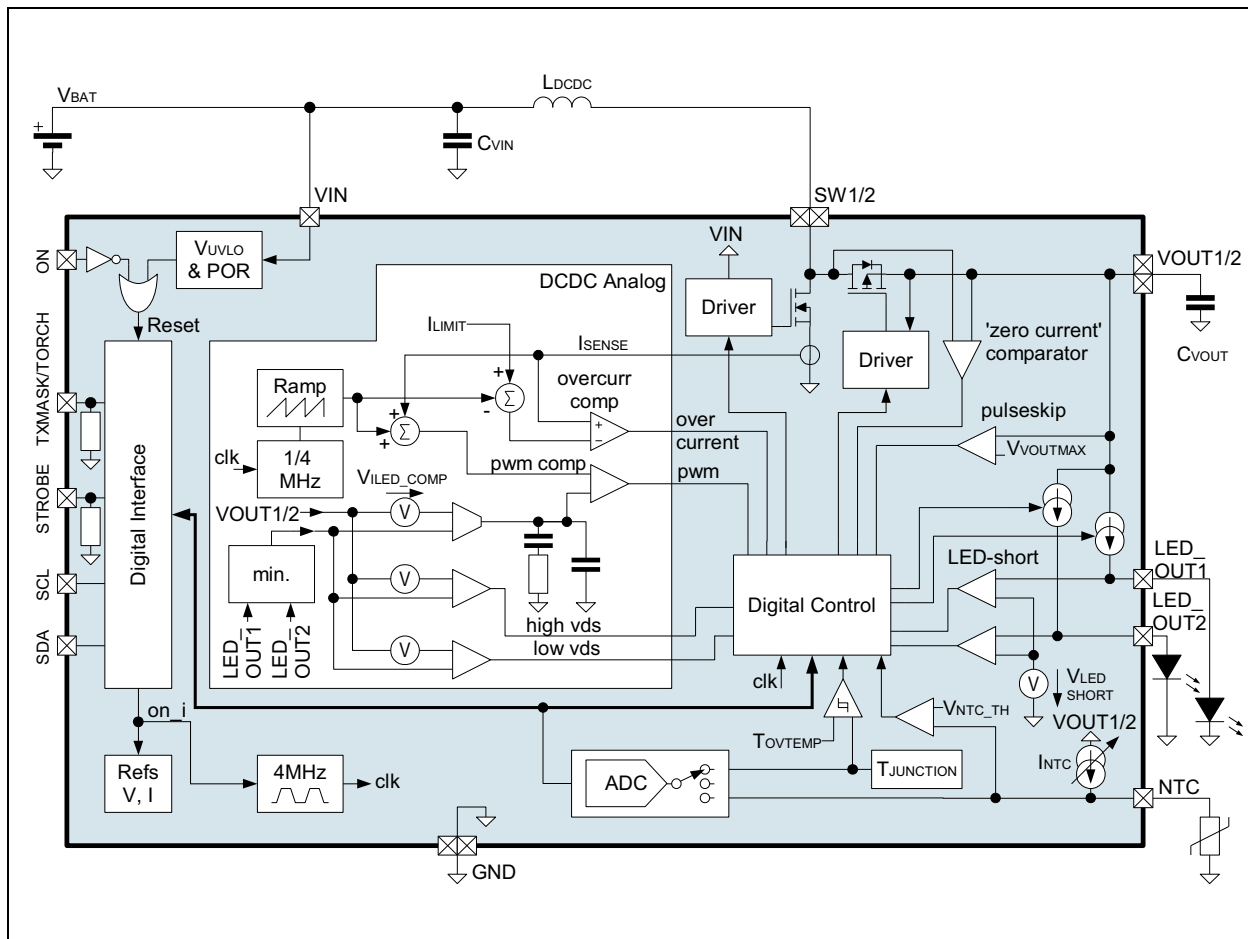 LDCDC
VBAT
+
CVIN
VIN
SW1/2
ON
VUVLO
& POR
VIN
VOUT1/2
DCDC Analog
Driver
Reset
ILIMIT
ISENSE
Driver
'zero current'
comparator
CVOUT
TXMASK/TORCH
Ramp
+
+
Σ
-
overcurr
comp
+
Σ
+
+
−
over
current
pulseskip
VVOUTMAX
clk
1/4
MHz
pwm comp
pwm
STROBE
VILED_COMP
VOUT1/2
V
Digital Interface
min.
V
Digital Control
LED-short
LED_
OUT1
LED_
OUT2
SCL
high vds
SDA
LED_
OUT1
LED_
OUT2
V
low vds
clk
V
VLED
SHORT
on_i
TOVTEMP
VNTC_TH
VOUT1/2
Refs
V, I
4MHz
clk
ADC
TJUNCTION
INTC
NTC
GND